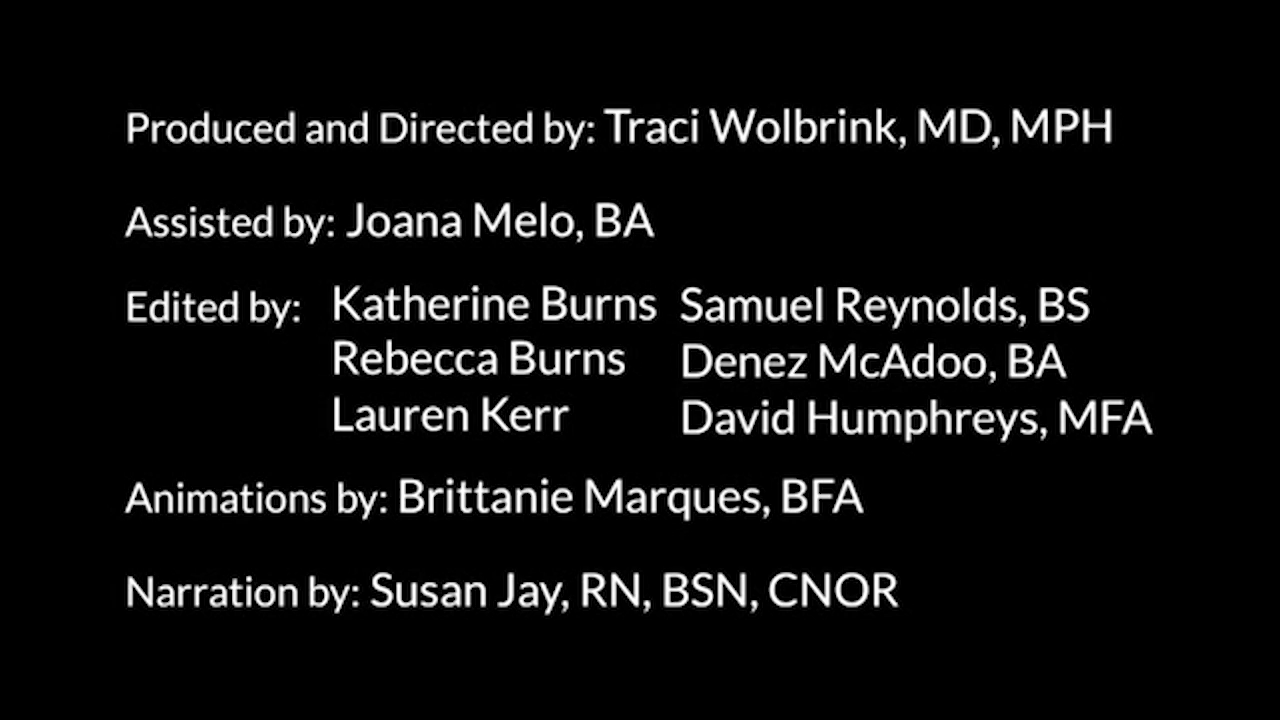 Produced and Directed by: Traci Wolbrink, MD, MPH
Assisted by: Joana Melo, BA
Edited by: Katherine Burns Samuel Reynolds, BS
Rebecca Burns Denez McAdoo, BA
Lauren Kerr David Humphreys, MFA
Animations by: Brittanie Marques, BFA
Narration by: Susan Jay, RN, BSN, CNOR